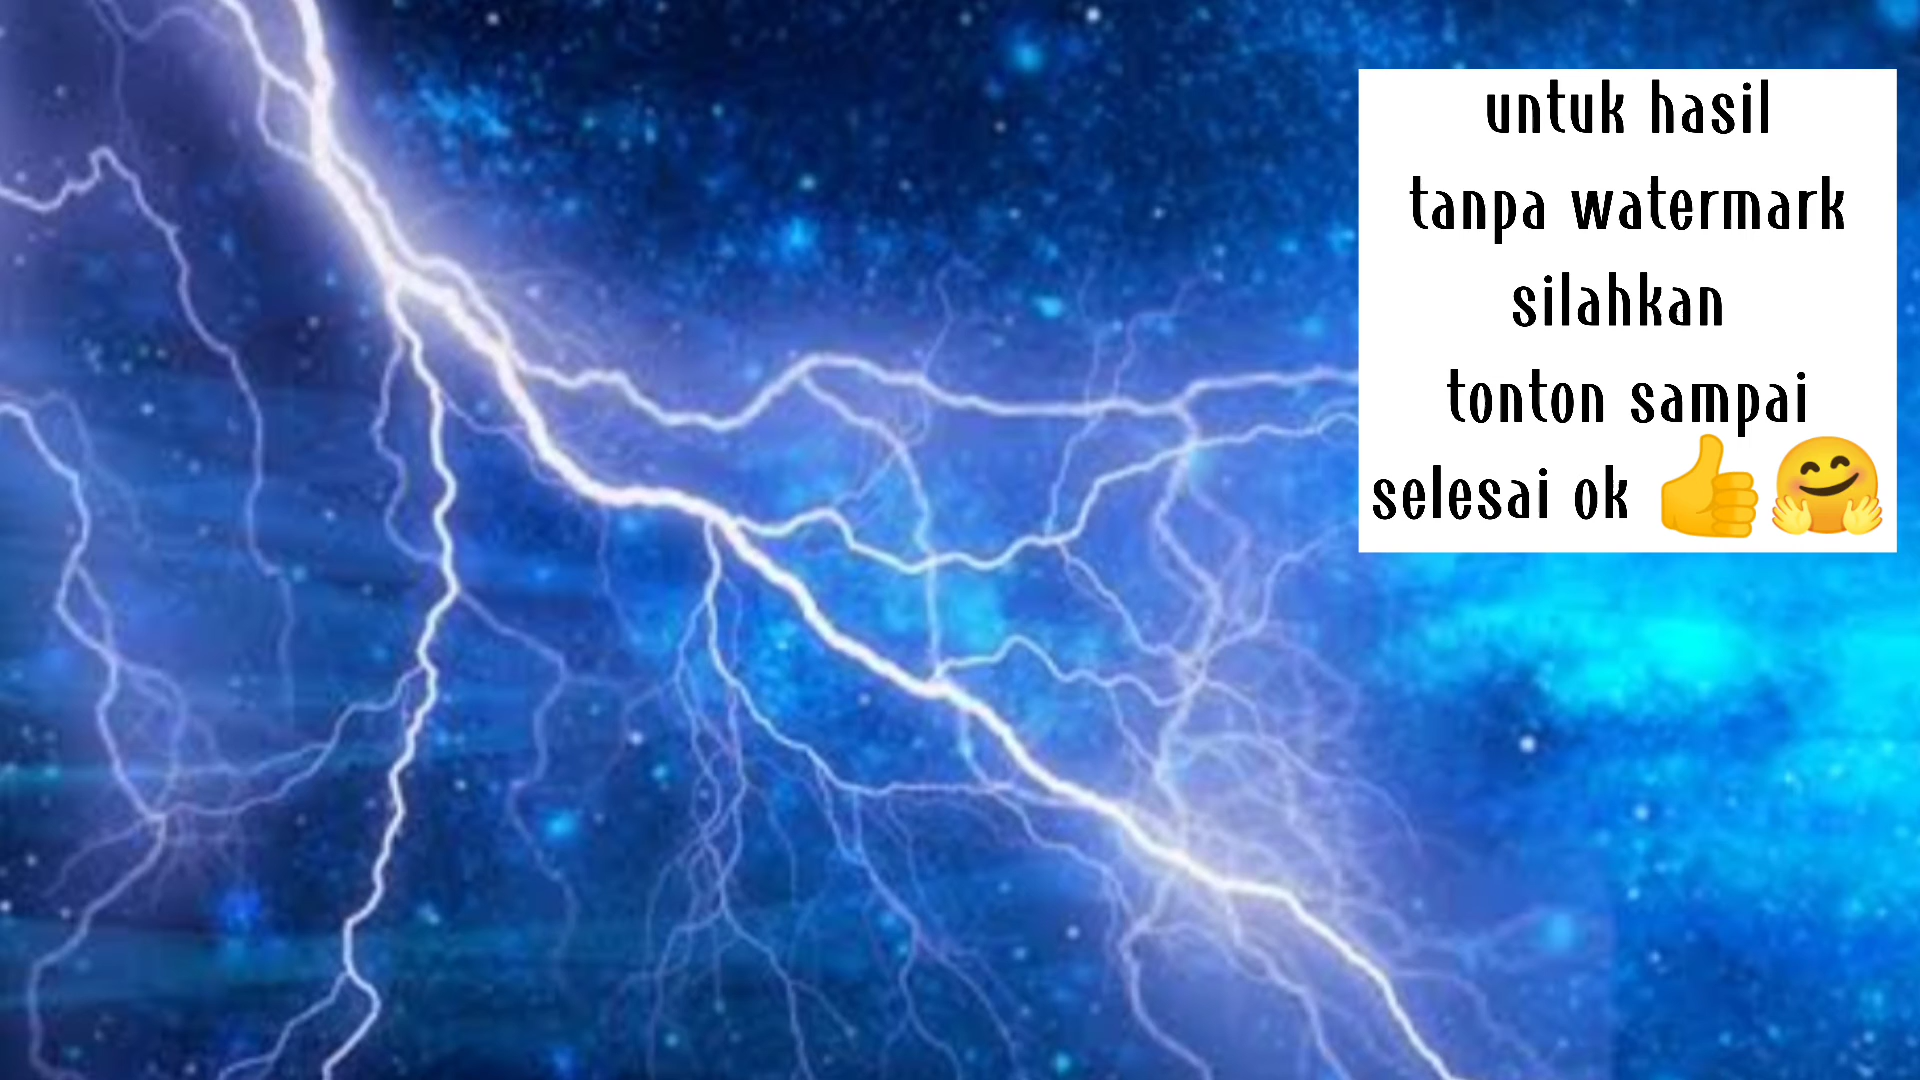 untuk hasil
tanpa watermark
silahkan
tonton sampai
selesai ok 👍🤗